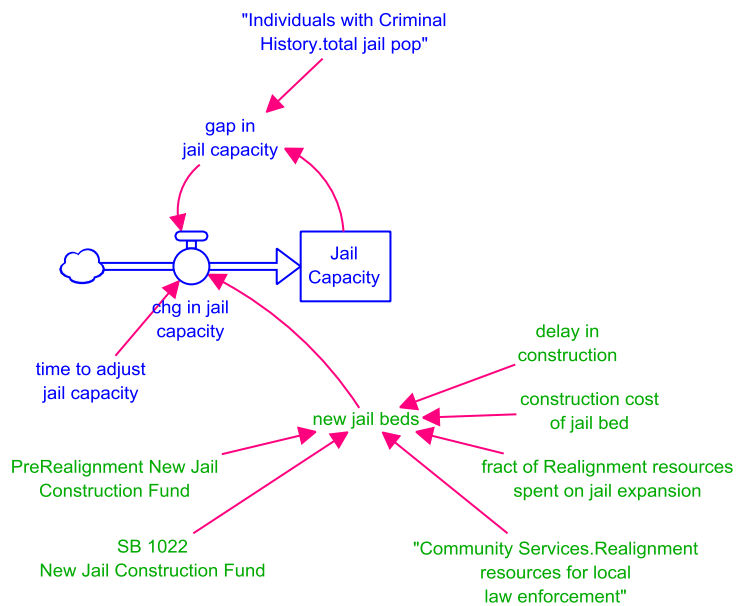 "Individuals with Criminal
History.total jail pop"
gap in
jail capacity
Jail
Capacity
chg in jail
capacity
time to adjust
jail capacity
delay in
construction
construction cost
of jail bed
new jail beds
PreRealignment New Jail
Construction Fund
fract of Realignment resources
spent on jail expansion
SB 1022
New Jail Construction Fund
"Community Services.Realignment
resources for local
law enforcement"